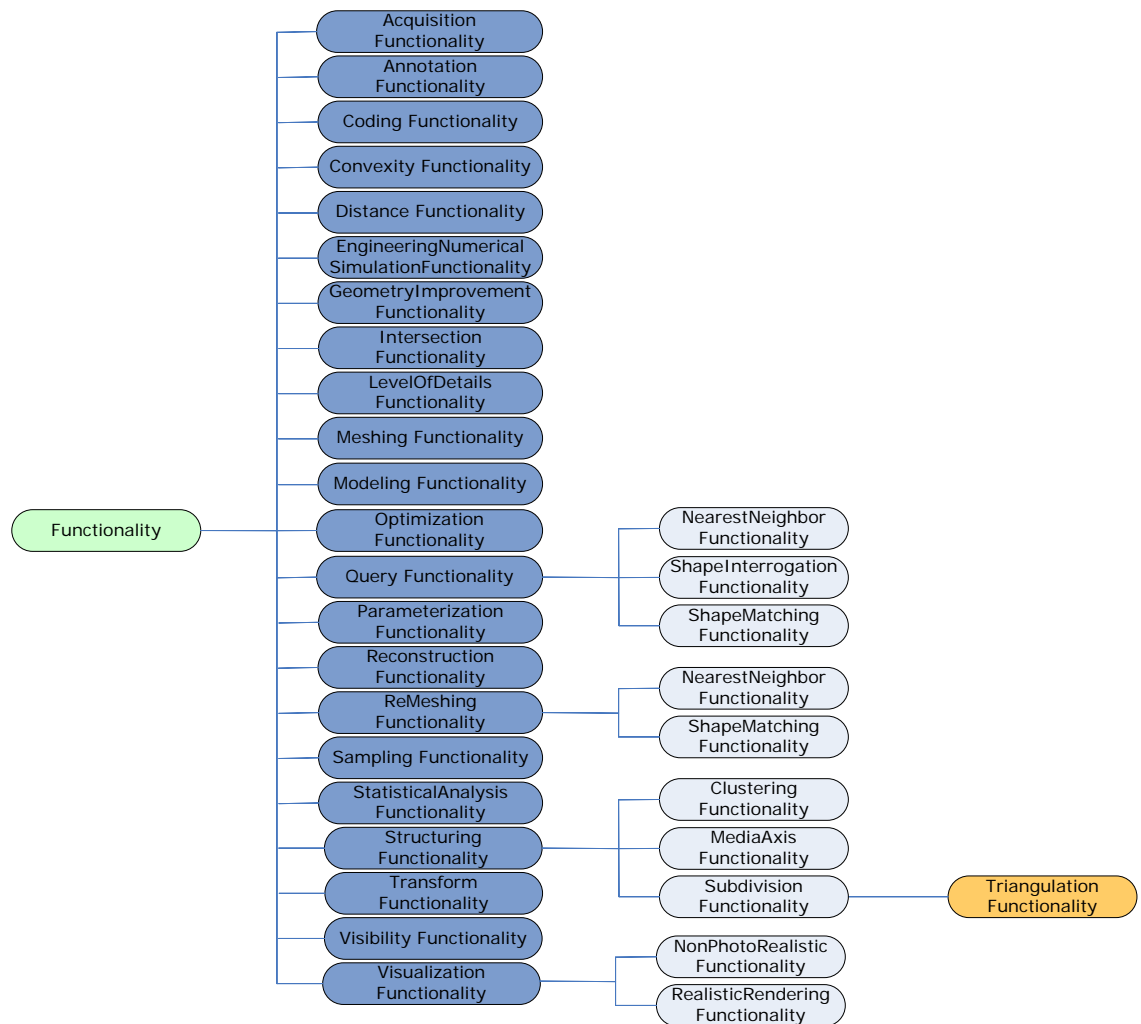 Functionality
Acquisition
Functionality
Annotation
Functionality
Coding Functionality
Convexity Functionality
Distance Functionality
EngineeringNumerical
SimulationFunctionality
GeometryImprovement
Functionality
Intersection
Functionality
LevelOfDetails
Functionality
Meshing Functionality
Modeling Functionality
Optimization
Functionality
Query Functionality
NearestNeighbor
Functionality
ShapeInterrogation
Functionality
ShapeMatching
Functionality
Parameterization
Functionality
Reconstruction
Functionality
ReMeshing
Functionality
NearestNeighbor
Functionality
ShapeMatching
Functionality
Sampling Functionality
StatisticalAnalysis
Functionality
Structuring
Functionality
Clustering
Functionality
MediaAxis
Functionality
Subdivision
Functionality
Triangulation
Functionality
Transform
Functionality
Visibility Functionality
Visualization
Functionality
NonPhotoRealistic
Functionality
RealisticRendering
Functionality